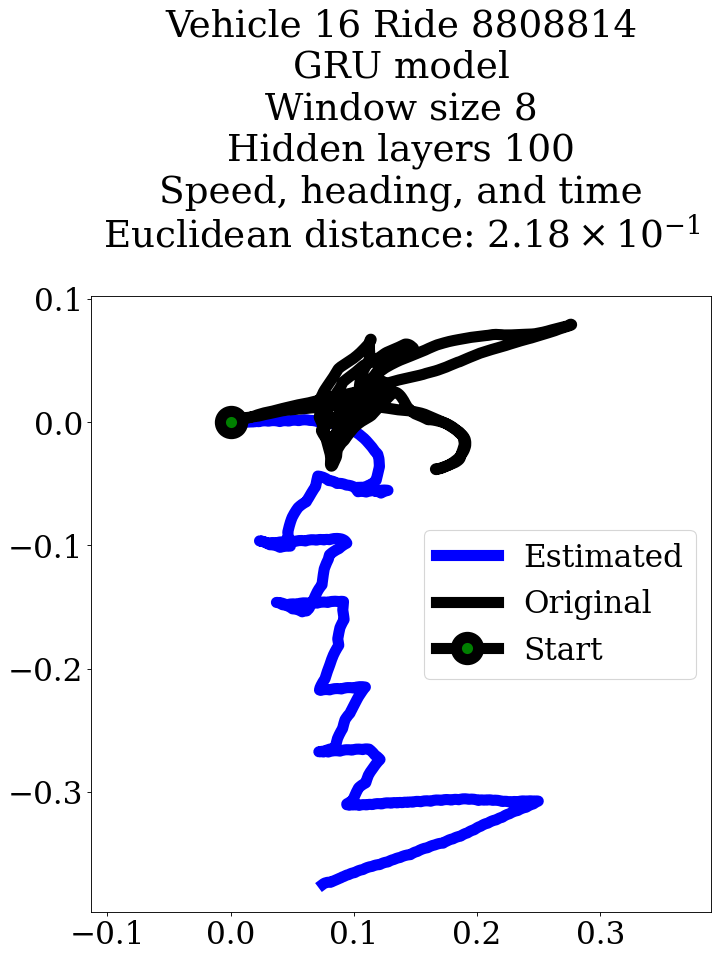 Vehicle 16 Ride 8808814
GRU model
Window size 8
Hidden layers 100
Speed, heading, and time
Euclidean distance: 2.18 × 10⁻¹
0.1
0.0
−0.1
−0.2
−0.3
Estimated
Original
Start
−0.1
0.0
0.1
0.2
0.3